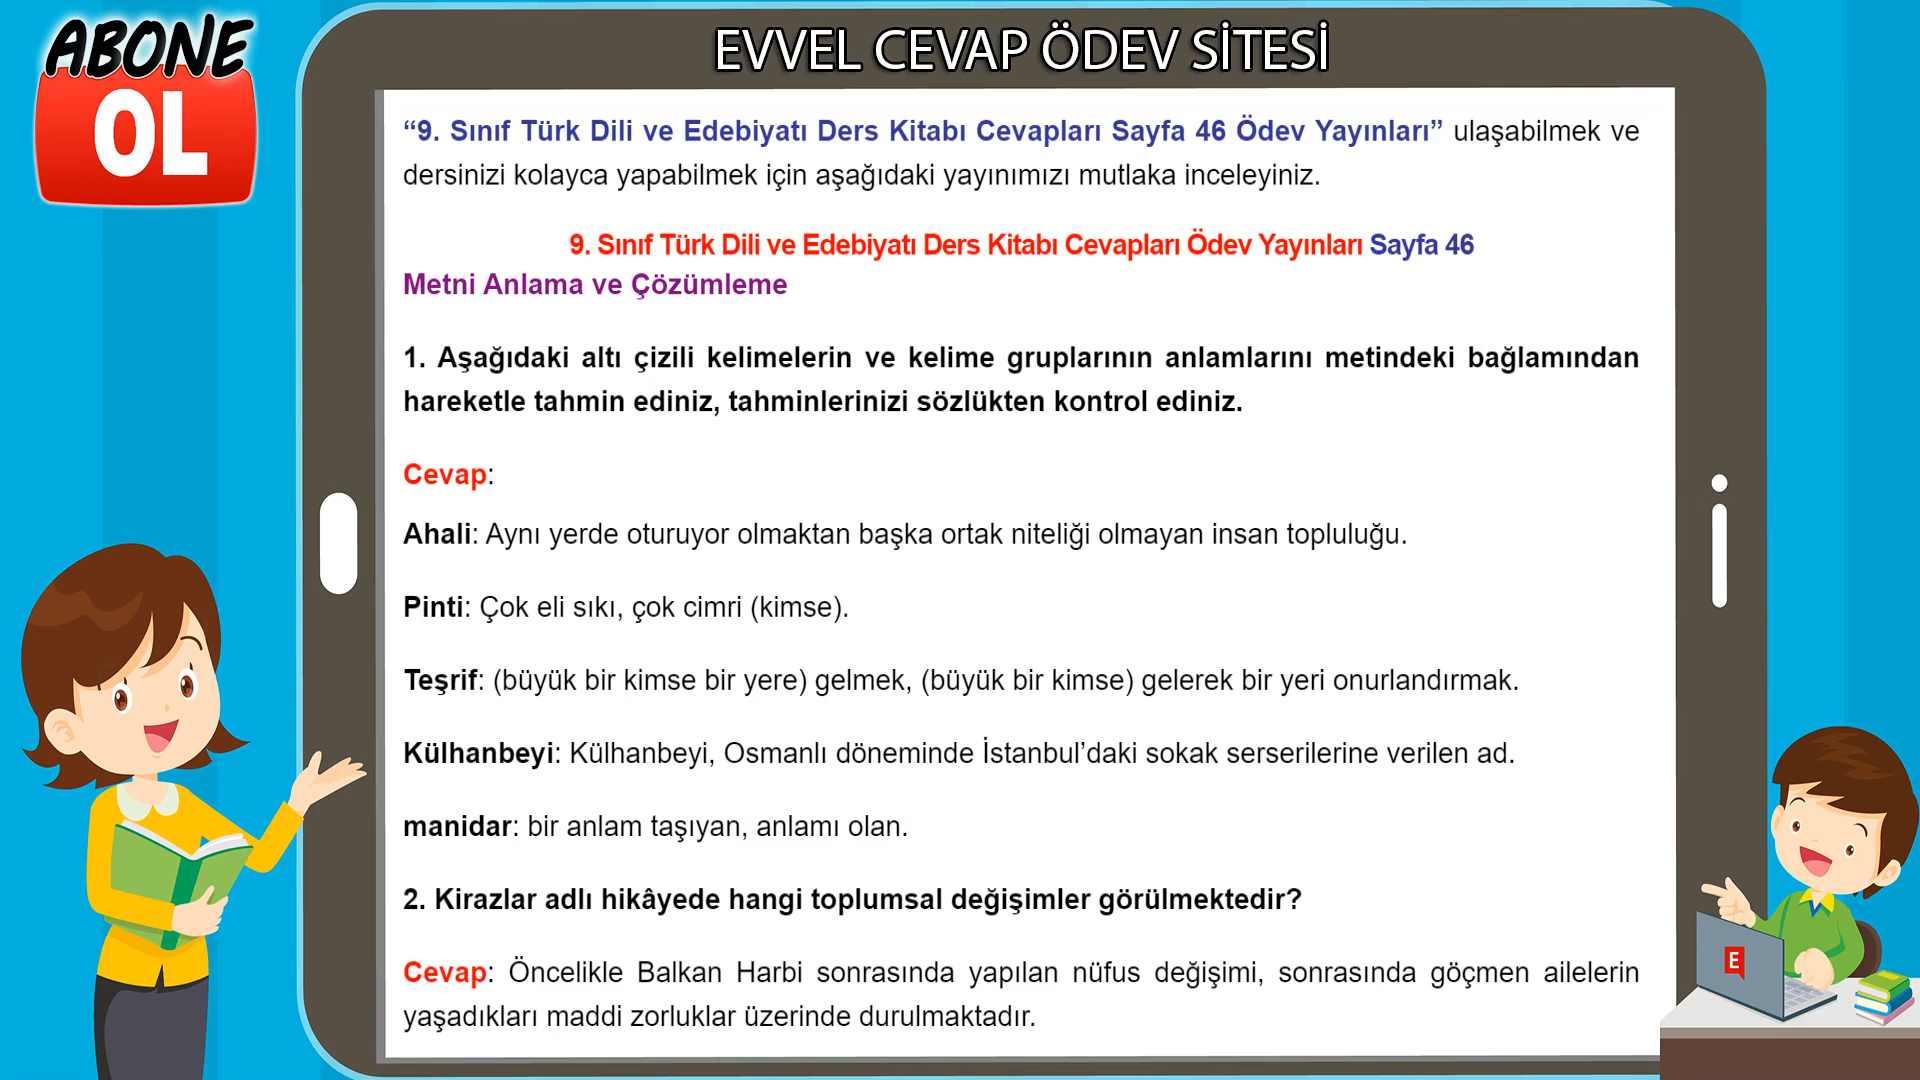 ABONE
OL
EVVEL CEVAP ÖDEV SİTESİ
“9. Sınıf Türk Dili ve Edebiyatı Ders Kitabı Cevapları Sayfa 46 Ödev Yayınları” ulaşabilmek ve
dersinizi kolayca yapabilmek için aşağıdaki yayınımızı mutlaka inceleyiniz.
9. Sınıf Türk Dili ve Edebiyatı Ders Kitabı Cevapları Ödev Yayınları Sayfa 46
Metni Anlama ve Çözümleme
1. Aşağıdaki altı çizili kelimelerin ve kelime gruplarının anlamlarını metindeki bağlamından
hareketle tahmin ediniz, tahminlerinizi sözlükten kontrol ediniz.
Cevap:
Ahali: Aynı yerde oturuyor olmaktan başka ortak niteliği olmayan insan topluluğu.
Pinti: Çok eli sıkı, çok cimri (kimse).
Teşrif: (büyük bir kimse bir yere) gelmek, (büyük bir kimse) gelerek bir yeri onurlandırmak.
Külhanbeyi: Külhanbeyi, Osmanlı döneminde İstanbul’daki sokak serserilerine verilen ad.
manidar: bir anlam taşıyan, anlamı olan.
2. Kirazlar adlı hikâyede hangi toplumsal değişimler görülmektedir?
Cevap: Öncelikle Balkan Harbi sonrasında yapılan nüfus değişimi, sonrasında göçmen ailelerin
yaşadıkları maddi zorluklar üzerinde durulmaktadır.
E